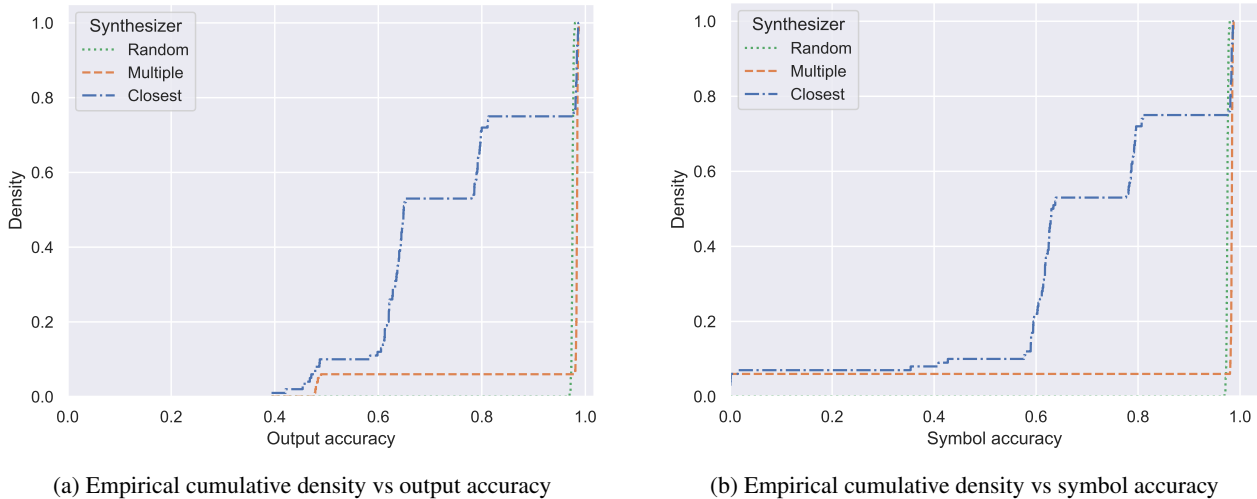 Synthesizer
Random
Multiple
Closest
1.0
0.8
0.6
0.4
0.2
0.0
Density
0.0 0.2 0.4 0.6 0.8 1.0
Output accuracy
(a) Empirical cumulative density vs output accuracy
Synthesizer
Random
Multiple
Closest
1.0
0.8
0.6
0.4
0.2
0.0
Density
0.0 0.2 0.4 0.6 0.8 1.0
Symbol accuracy
(b) Empirical cumulative density vs symbol accuracy